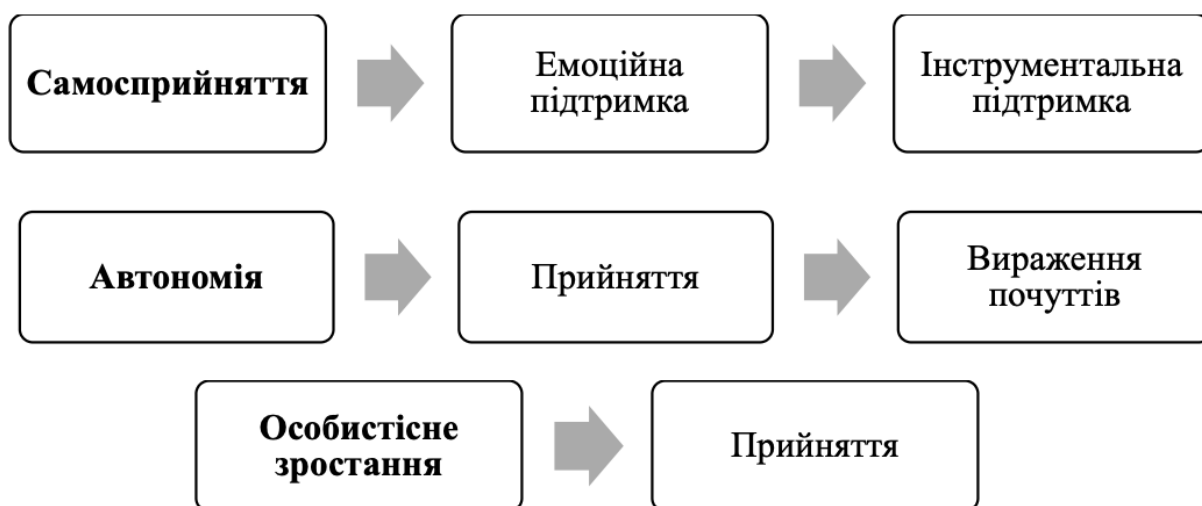 Самосприйняття
Емоційна
підтримка
Інструментальна
підтримка
Автономія
Прийняття
Вираження
почуттів
Особистісне
зростання
Прийняття